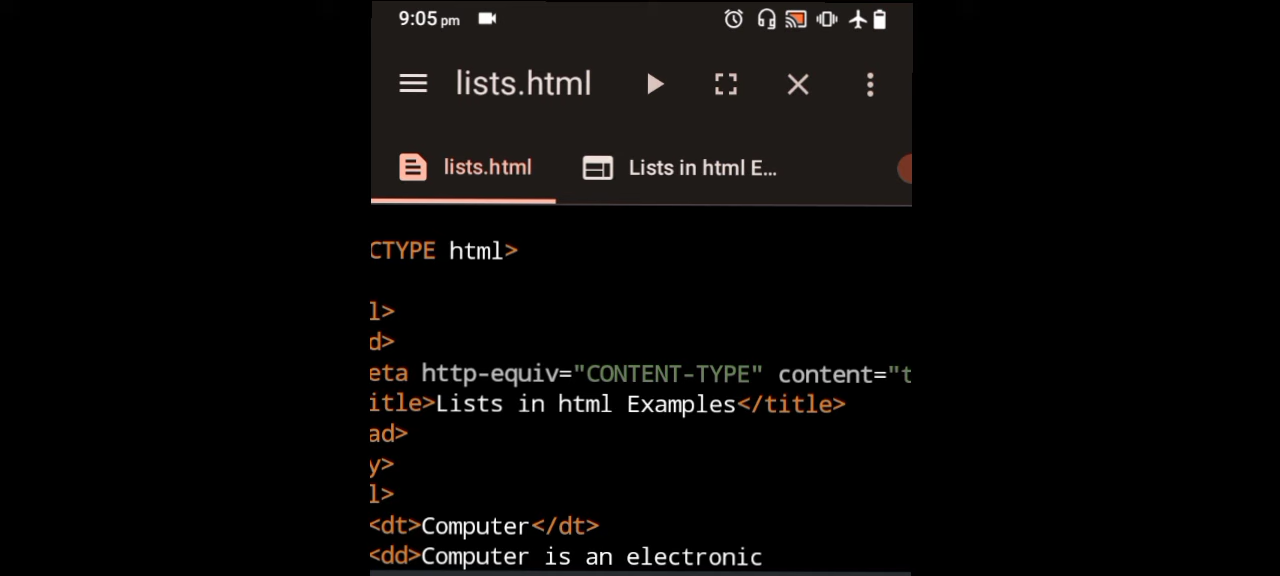 9:05 pm
lists.html
lists.html
Lists in html E...
CTYPE html>
l>
d>
eta http-equiv="CONTENT-TYPE" content="t
itle>Lists in html Examples</title>
ad>
y>
l>
<dt>Computer</dt>
<dd>Computer is an electronic